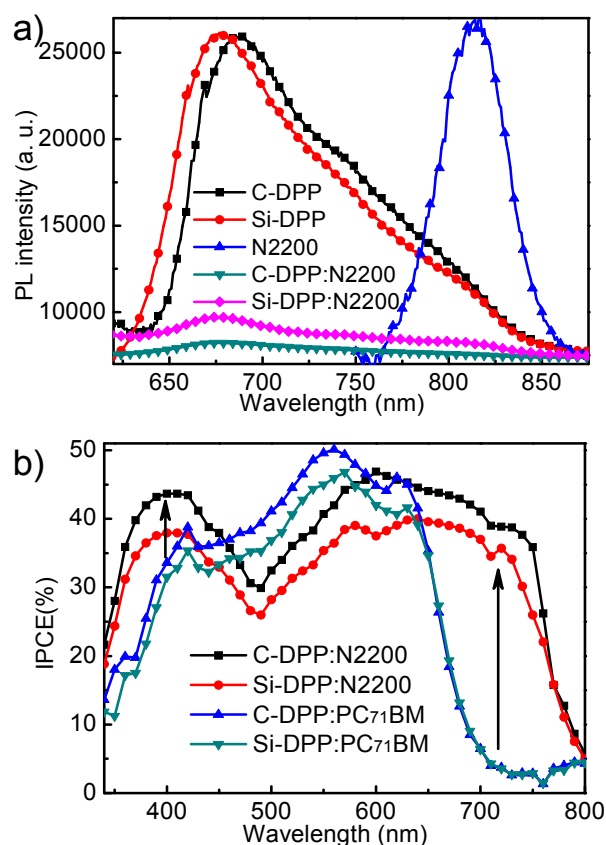 a)
25000
20000
15000
10000
PL intensity (a. u.)
C-DPP
Si-DPP
N2200
C-DPP:N2200
Si-DPP:N2200
650 700 750 800 850
Wavelength (nm)
b)
50
40
30
20
10
0
IPCE(%)
C-DPP:N2200
Si-DPP:N2200
C-DPP:PC71BM
Si-DPP:PC71BM
400 500 600 700 800
Wavelength (nm)